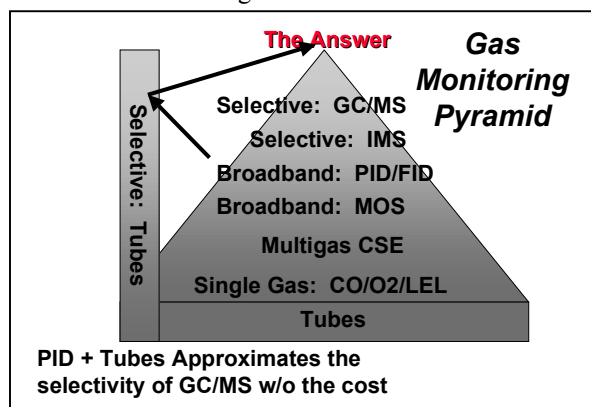 The Answer
Gas
Monitoring
Pyramid
Selective: GC/MS
Selective: IMS
Broadband: PID/FID
Broadband: MOS
Multigas CSE
Single Gas: CO/O2/LEL
Tubes
Selective: Tubes
PID + Tubes Approximates the
selectivity of GC/MS w/o the cost